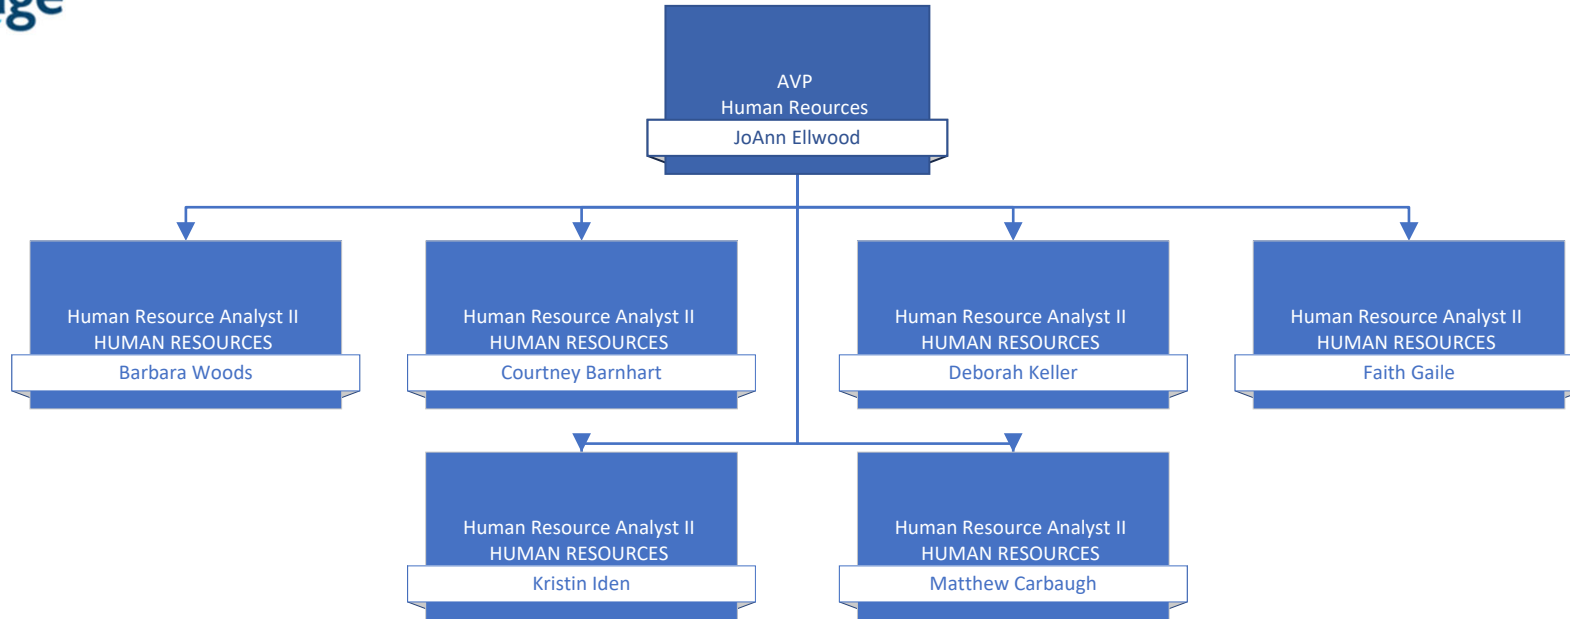 AVP
Human Reources
JoAnn Ellwood
Human Resource Analyst II
HUMAN RESOURCES
Barbara Woods
Human Resource Analyst II
HUMAN RESOURCES
Courtney Barnhart
Human Resource Analyst II
HUMAN RESOURCES
Deborah Keller
Human Resource Analyst II
HUMAN RESOURCES
Faith Gaile
Human Resource Analyst II
HUMAN RESOURCES
Kristin Iden
Human Resource Analyst II
HUMAN RESOURCES
Matthew Carbaugh